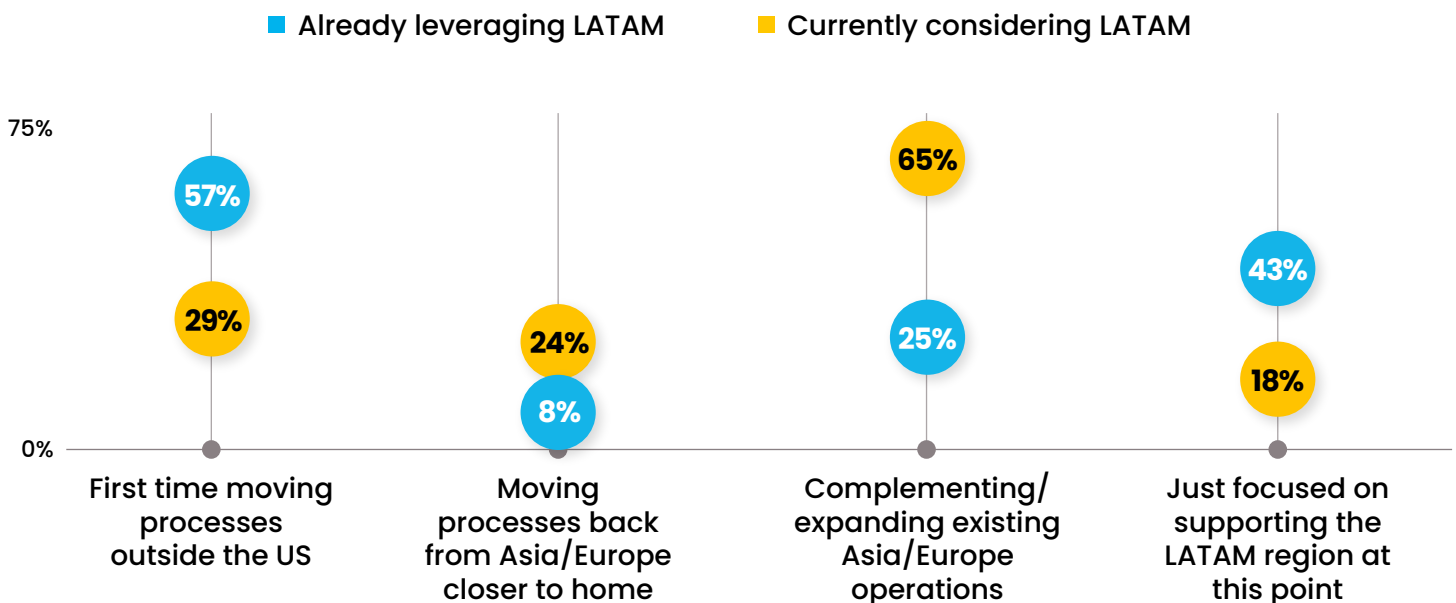 Already leveraging LATAM
Currently considering LATAM
75%
0%
57%
29%
24%
8%
65%
25%
43%
18%
First time moving
processes
outside the US
Moving
processes back
from Asia/Europe
closer to home
Complementing/
expanding existing
Asia/Europe
operations
Just focused on
supporting the
LATAM region at
this point